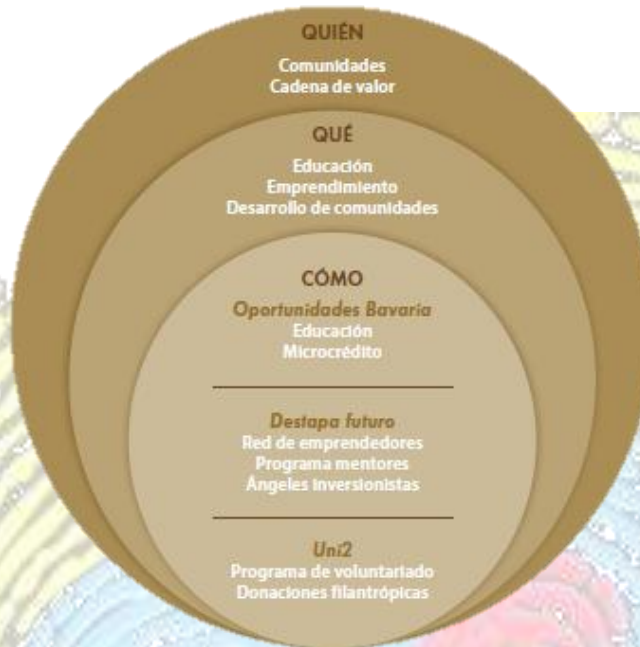 QUIÉN
Comunidades
Cadena de valor
QUÉ
Educación
Emprendimiento
Desarrollo de comunidades
CÓMO
Oportunidades Bavaria
Educación
Microcrédito
Destapa futuro
Red de emprendedores
Programa mentores
Ángeles inversionistas
Uni2
Programa de voluntariado
Donaciones filantrópicas